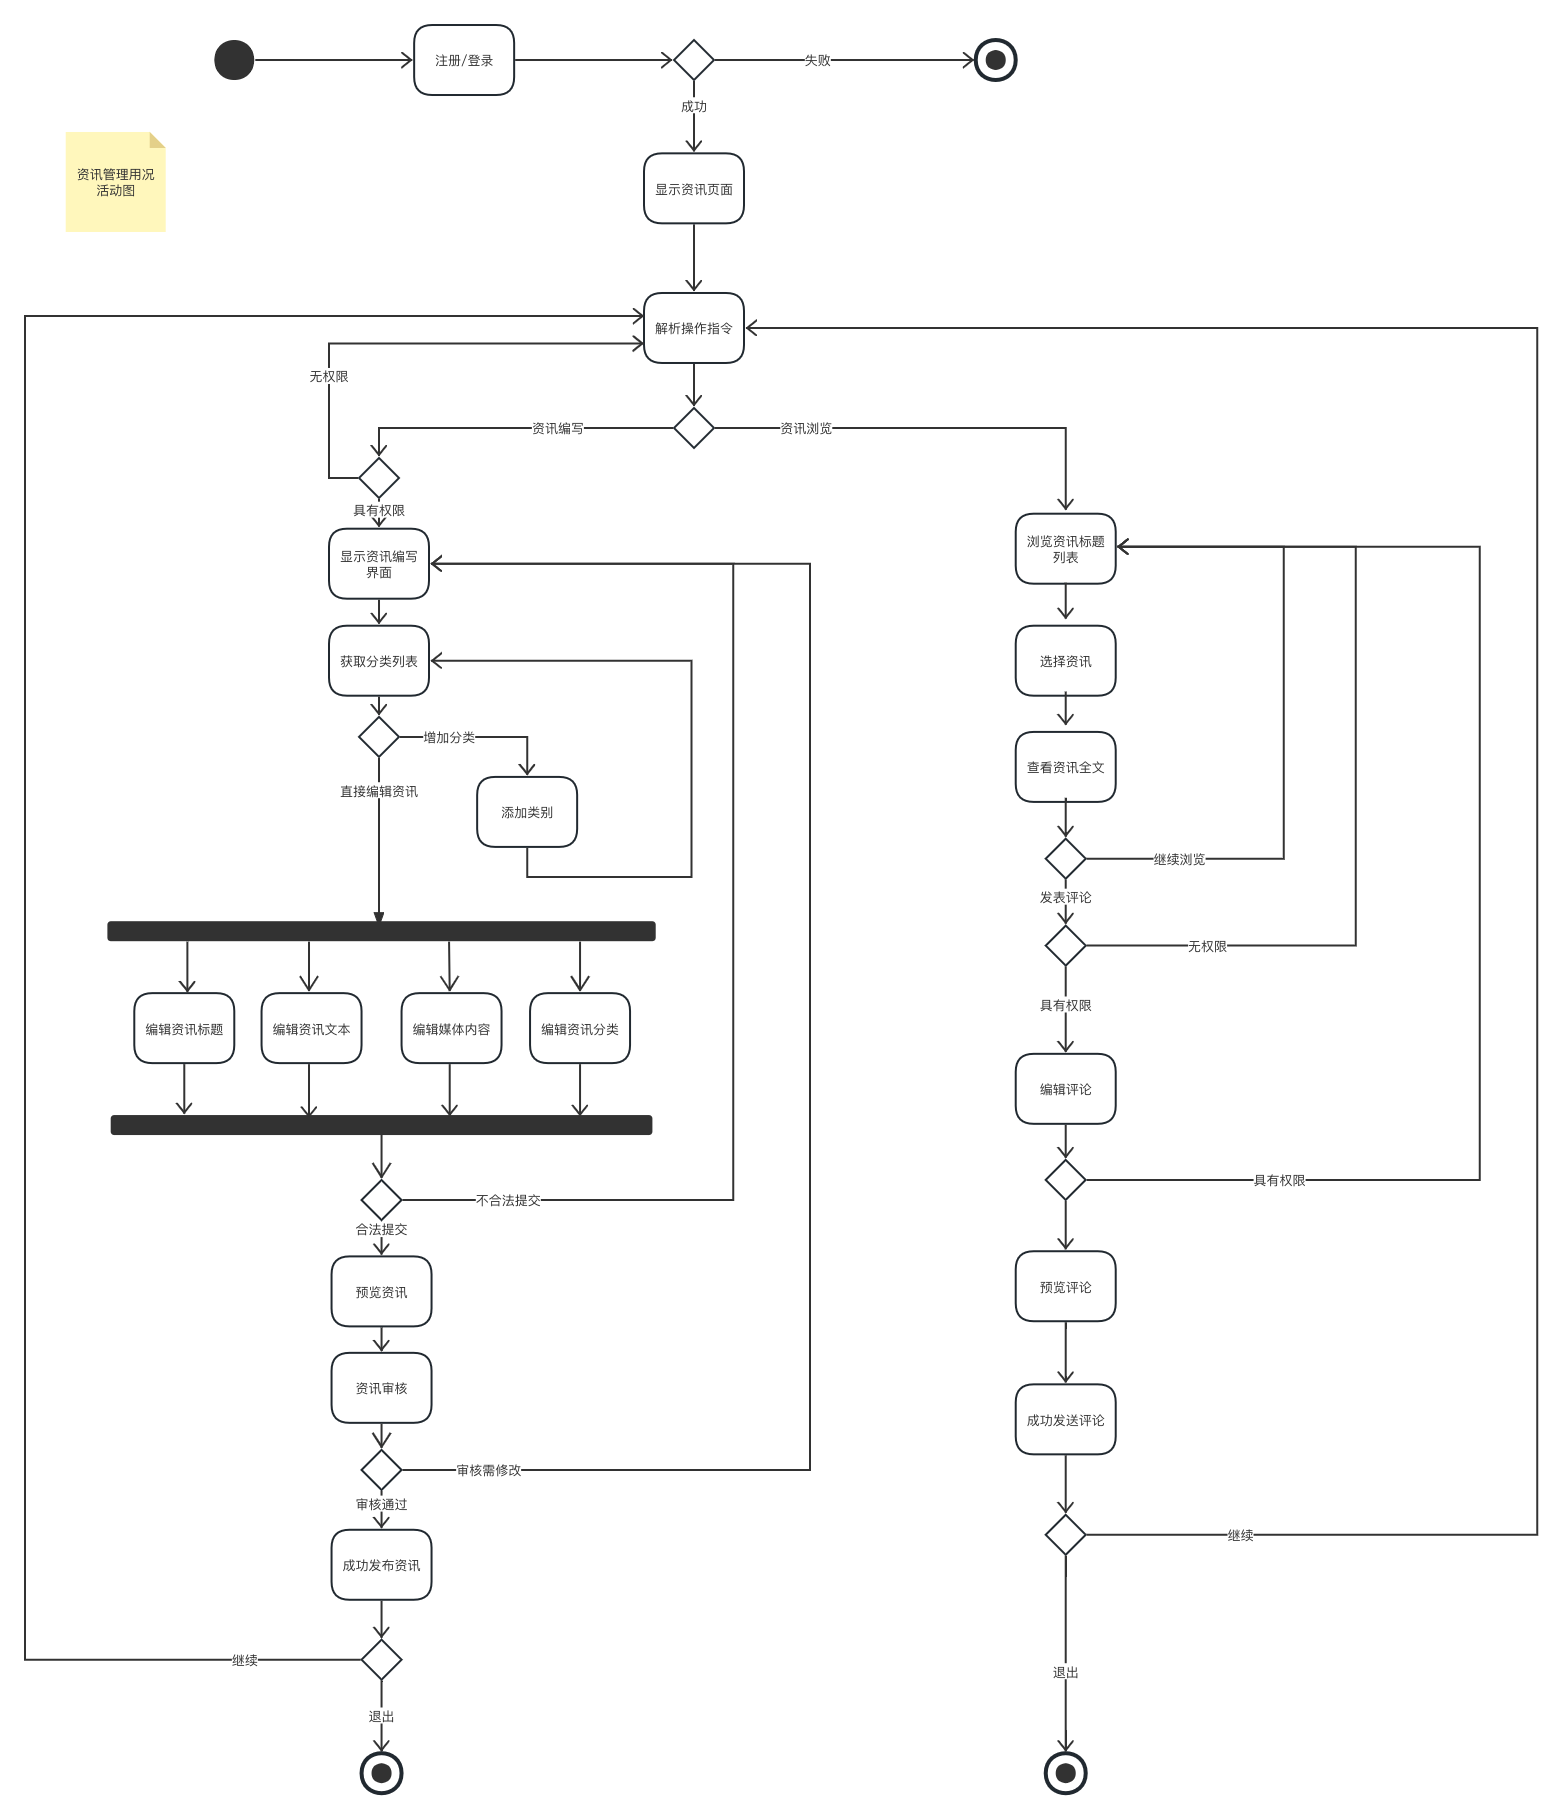 注册/登录
失败
成功
资讯管理用况
活动图
显示资讯页面
解析操作指令
无权限
资讯编写
资讯浏览
具有权限
显示资讯编写
界面
浏览资讯标题
列表
获取分类列表
选择资讯
增加分类
直接编辑资讯
添加类别
查看资讯全文
继续浏览
发表评论
无权限
具有权限
编辑资讯标题
编辑资讯文本
编辑媒体内容
编辑资讯分类
编辑评论
不合法提交
合法提交
具有权限
预览资讯
预览评论
资讯审核
成功发送评论
审核需修改
审核通过
继续
成功发布资讯
继续
退出
退出